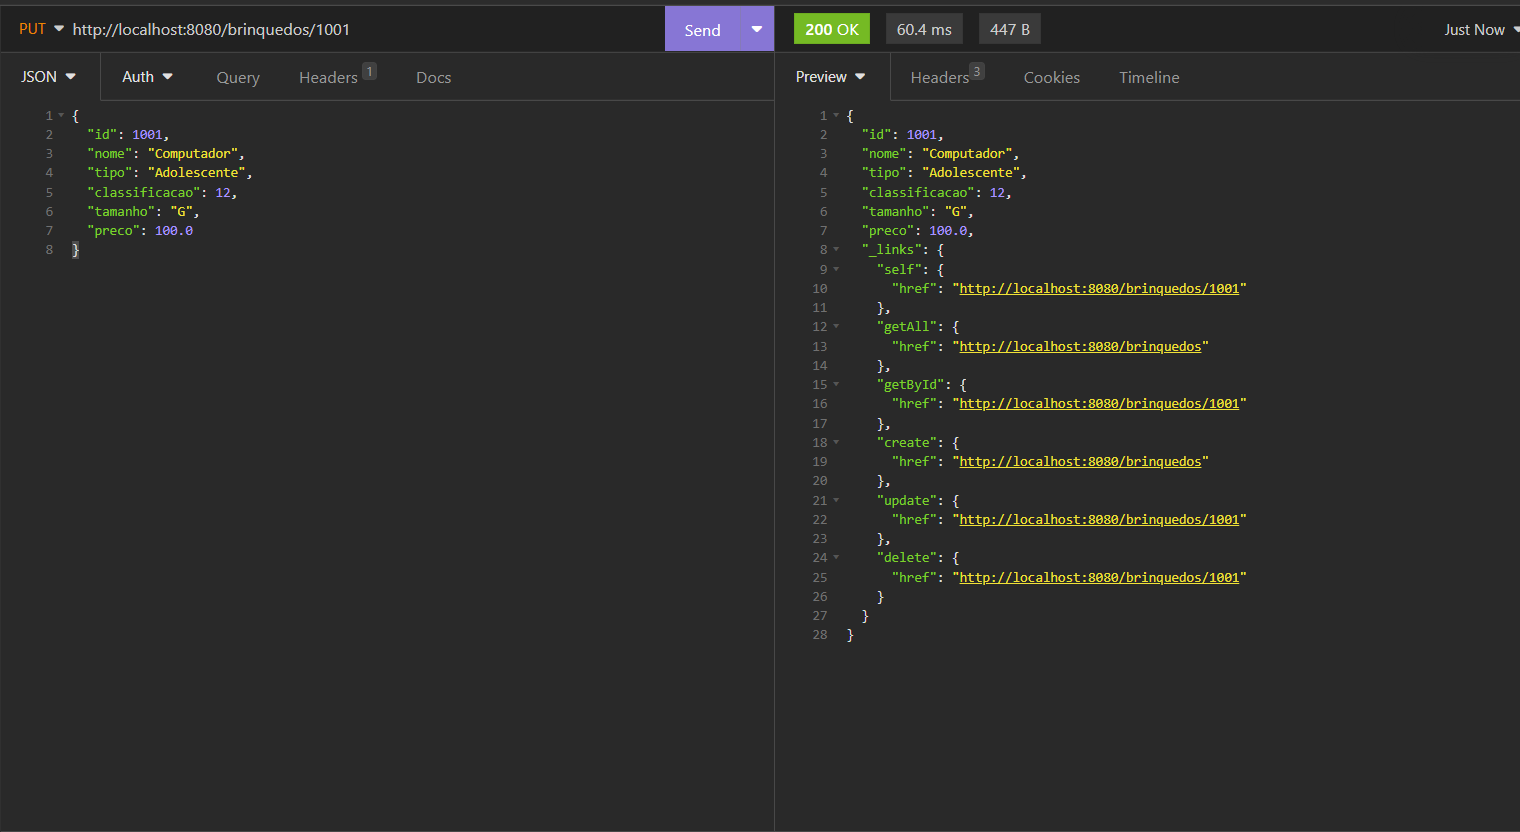 PUT http://localhost:8080/brinquedos/1001 Send
JSON Auth Query Headers 1 Docs
1 {
2 "id": 1001,
3 "nome": "Computador",
4 "tipo": "Adolescente",
5 "classificacao": 12,
6 "tamanho": "G",
7 "preco": 100.0
8 }
200 OK 60.4 ms 447 B Just Now
Preview Headers 3 Cookies Timeline
1 {
2 "id": 1001,
3 "nome": "Computador",
4 "tipo": "Adolescente",
5 "classificacao": 12,
6 "tamanho": "G",
7 "preco": 100.0,
8 "_links": {
9 "self": {
10 "href": "http://localhost:8080/brinquedos/1001"
11 },
12 "getAll": {
13 "href": "http://localhost:8080/brinquedos"
14 },
15 "getById": {
16 "href": "http://localhost:8080/brinquedos/1001"
17 },
18 "create": {
19 "href": "http://localhost:8080/brinquedos"
20 },
21 "update": {
22 "href": "http://localhost:8080/brinquedos/1001"
23 },
24 "delete": {
25 "href": "http://localhost:8080/brinquedos/1001"
26 }
27 }
28 }